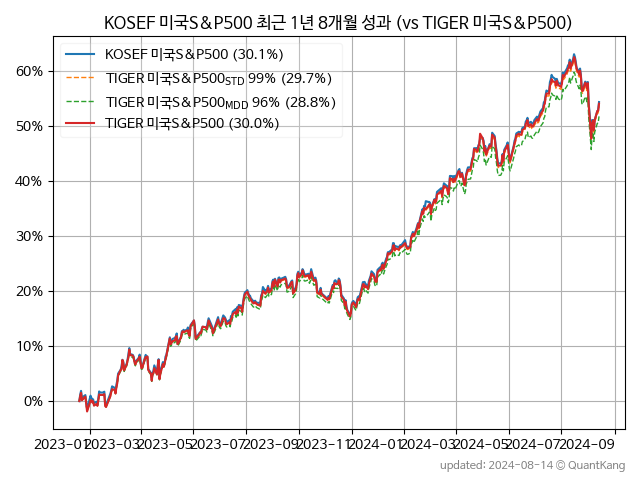 KOSEF 미국S&P500 최근 1년 8개월 성과 (vs TIGER 미국S&P500)
KOSEF 미국S&P500 (30.1%)
TIGER 미국S&P500STD 99% (29.7%)
TIGER 미국S&P500MDD 96% (28.8%)
TIGER 미국S&P500 (30.0%)
60%
50%
40%
30%
20%
10%
0%
2023-01 2023-03 2023-05 2023-07 2023-09 2023-11 2024-01 2024-03 2024-05 2024-07 2024-09
updated: 2024-08-14 © QuantKang